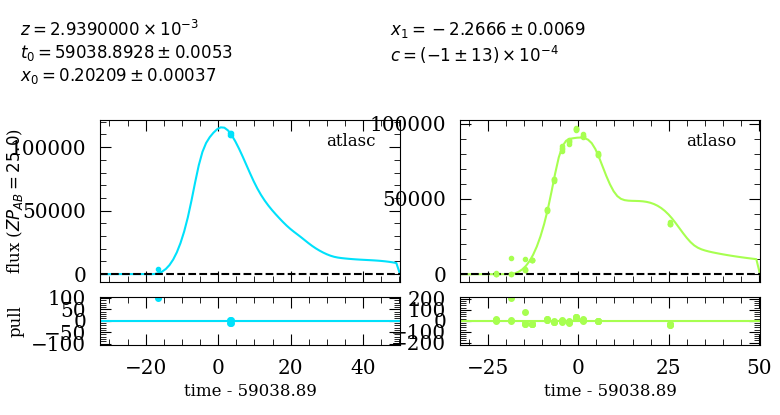 z = 2.9390000 × 10⁻³
t₀ = 59038.8928 ± 0.0053
x₀ = 0.20209 ± 0.00037
x₁ = −2.2666 ± 0.0069
c = (−1 ± 13) × 10⁻⁴
flux (ZP_AB = 25.0)
100000
50000
0
atlasc
100000
50000
0
atlaso
pull
100
50
0
−50
−100
200
100
0
−100
−200
−20 0 20 40
−25 0 25 50
time - 59038.89
time - 59038.89